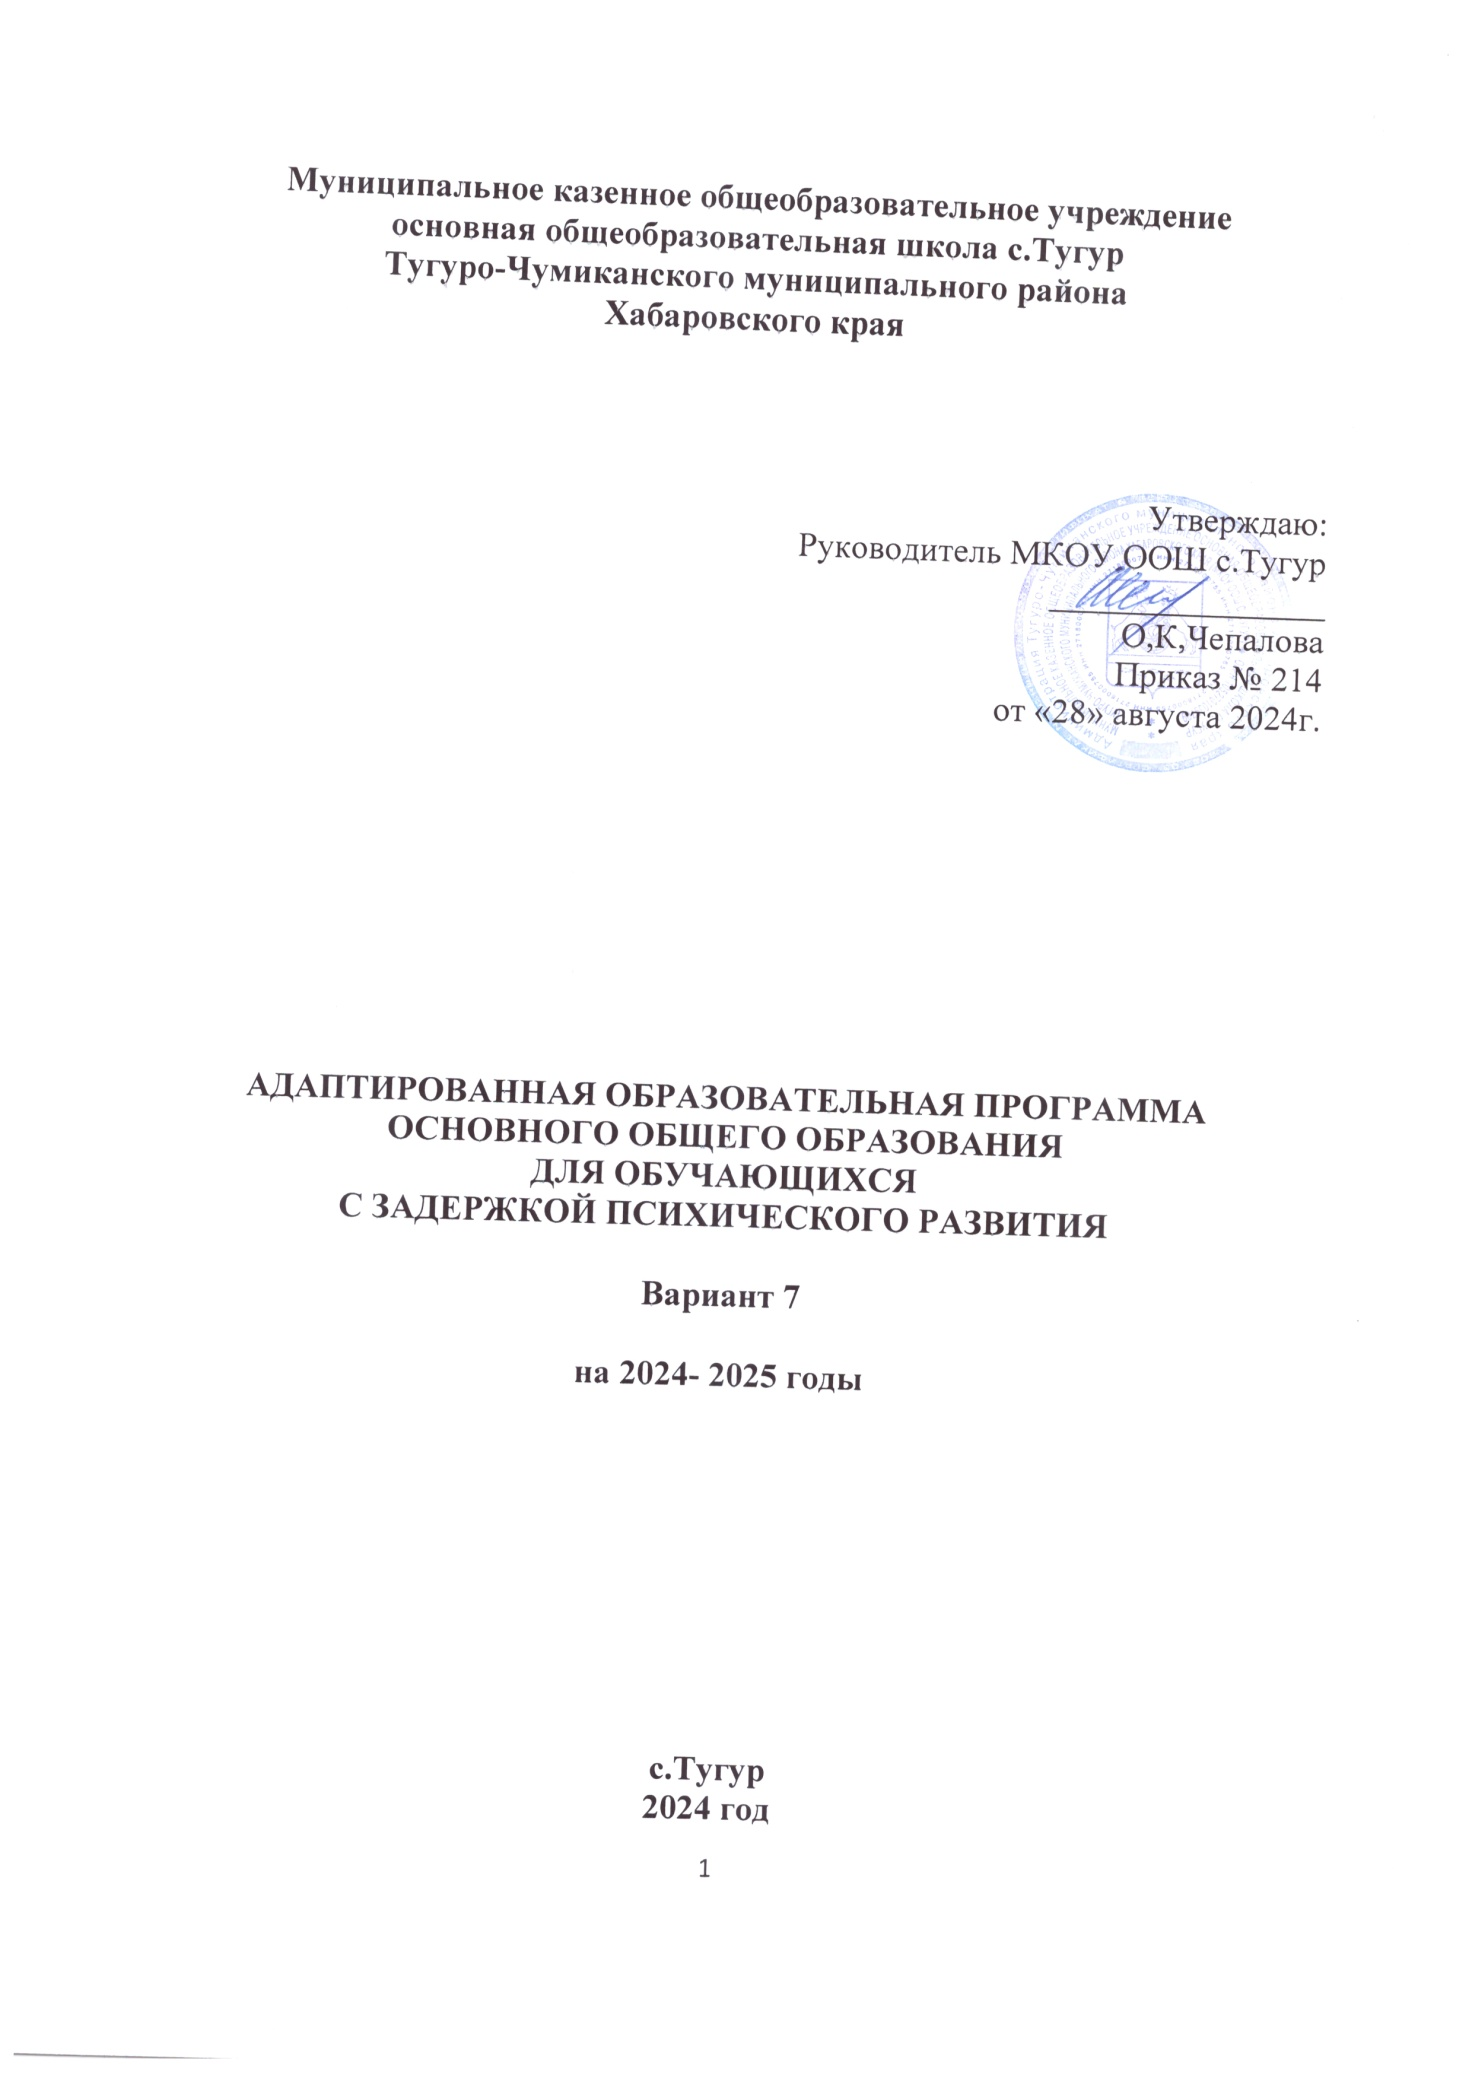 Муниципальное казенное общеобразовательное учреждение
основная общеобразовательная школа с.Тугур
Тугуро-Чумиканского муниципального района
Хабаровского края
Утверждаю:
Руководитель МКОУ ООШ с.Тугур
О,К,Чепалова
Приказ № 214
от «28» августа 2024г.
АДАПТИРОВАННАЯ ОБРАЗОВАТЕЛЬНАЯ ПРОГРАММА
ОСНОВНОГО ОБЩЕГО ОБРАЗОВАНИЯ
ДЛЯ ОБУЧАЮЩИХСЯ
С ЗАДЕРЖКОЙ ПСИХИЧЕСКОГО РАЗВИТИЯ
Вариант 7
на 2024- 2025 годы
с.Тугур
2024 год
1